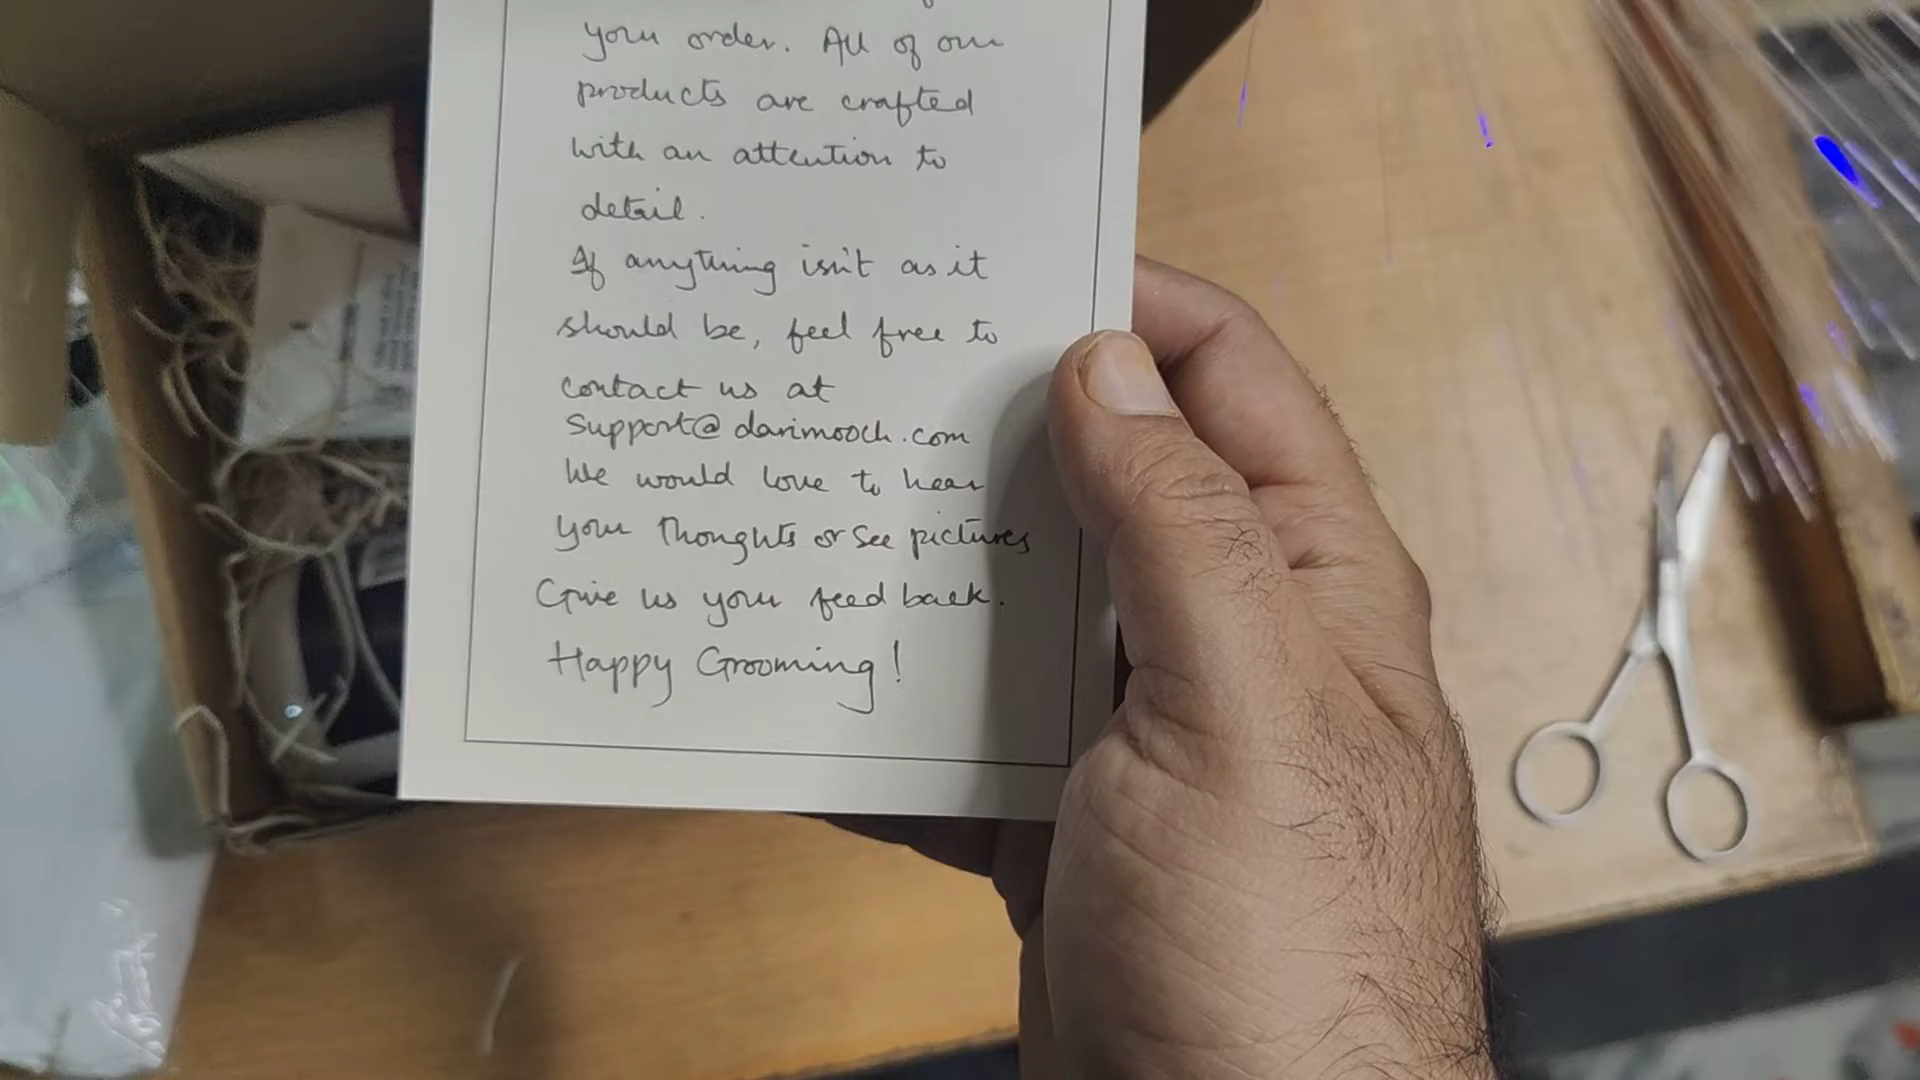 your order. All of our
products are crafted
with an attention to
detail.
If anything isn't as it
should be, feel free to
contact us at
Support@darimooch.com
We would love to hear
your thoughts or see pictures
Give us your feed back.
Happy Grooming!